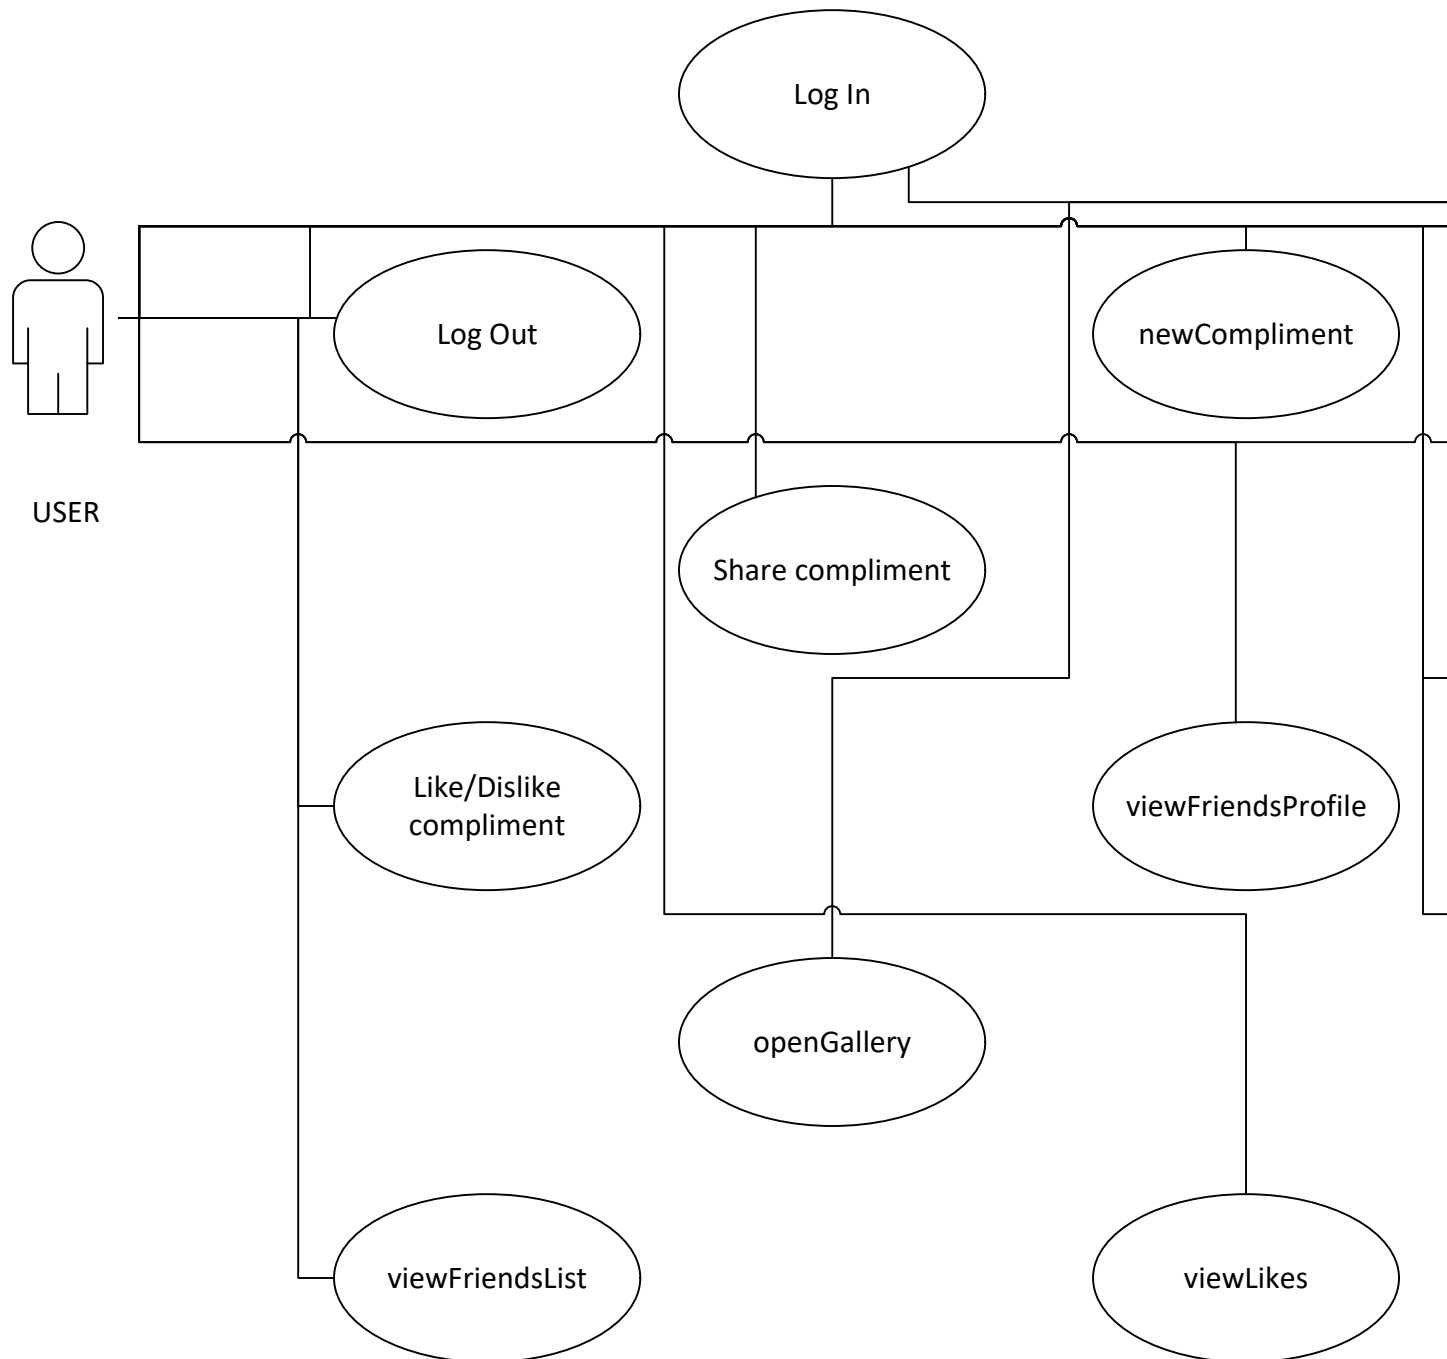 Log In
Log Out
newCompliment
USER
Share compliment
Like/Dislike
compliment
viewFriendsProfile
openGallery
viewFriendsList
viewLikes